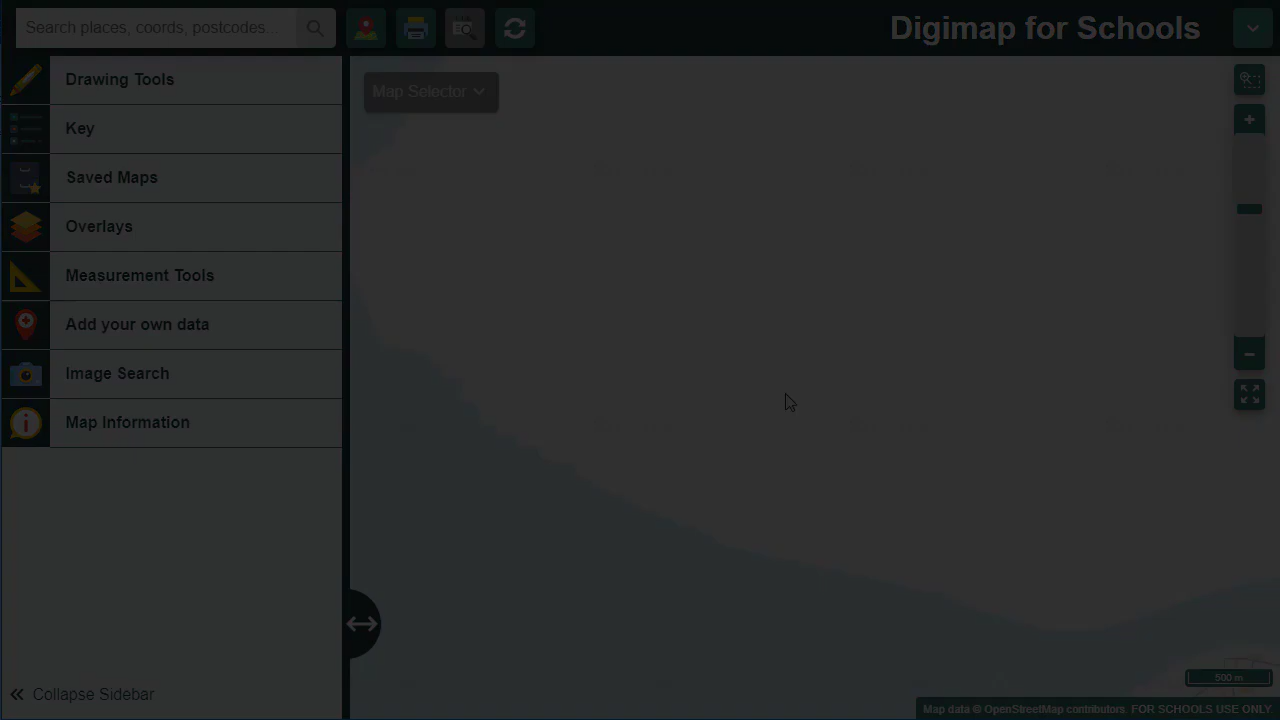 Search places, coords, postcodes...
Digimap for Schools
Drawing Tools
Map Selector
Key
Saved Maps
Overlays
Measurement Tools
Add your own data
Image Search
Map Information
Collapse Sidebar
500 m
Map data © OpenStreetMap contributors. FOR SCHOOLS USE ONLY